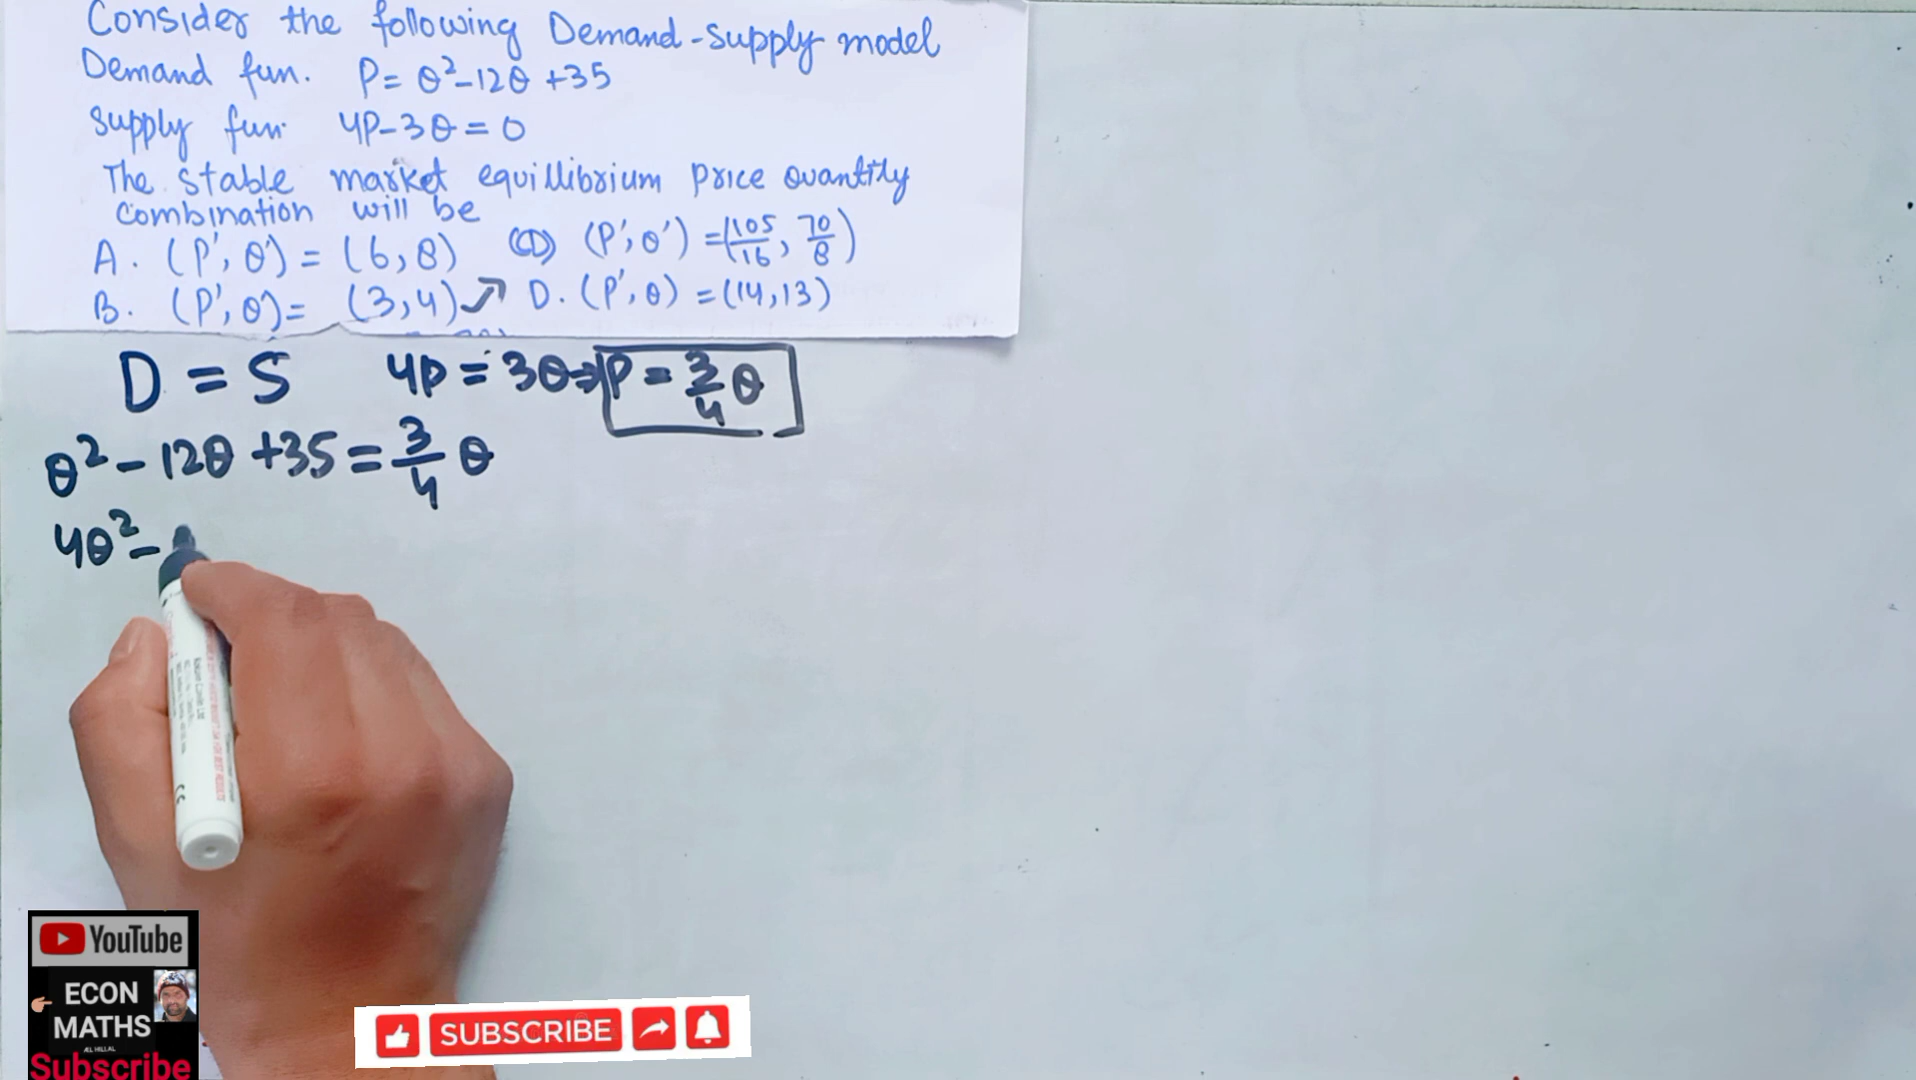 Consider the following Demand-supply model
Demand fun. P= θ²-12θ +35
Supply fun. 4P-3θ=0
The stable market equillibrium price quantity
combination will be
A. (P', θ') = (6,8) (C) (P', θ') =(105/16, 70/8)
B. (P', θ')= (3,4) D. (P', θ) =(14,13)
D = S 4P = 3θ ⇒ P = 3/4 θ
θ² - 12θ +35 = 3/4 θ
4θ² -
YouTube
ECON
MATHS
Subscribe
SUBSCRIBE